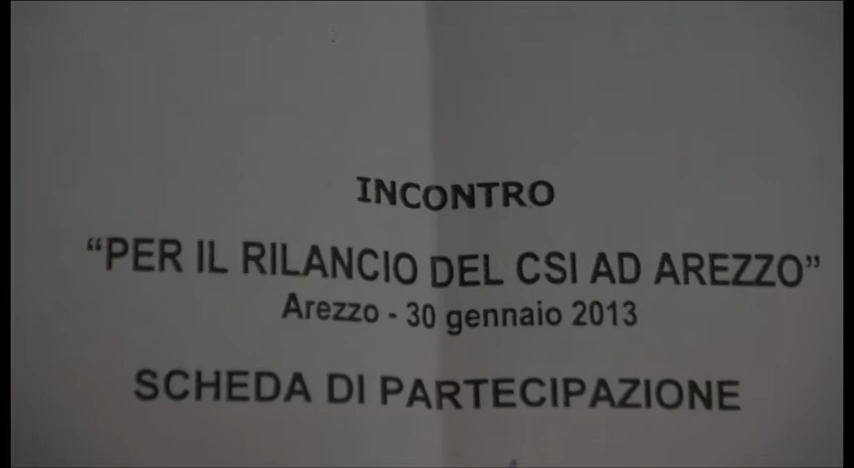 INCONTRO
“PER IL RILANCIO DEL CSI AD AREZZO”
Arezzo - 30 gennaio 2013
SCHEDA DI PARTECIPAZIONE